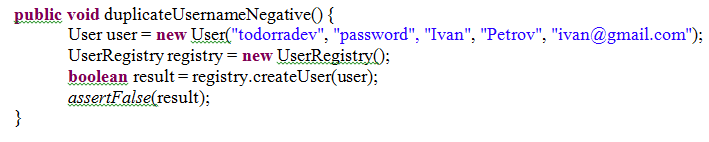 public void duplicateUsernameNegative() {
User user = new User("todorradev", "password", "Ivan", "Petrov", "ivan@gmail.com");
UserRegistry registry = new UserRegistry();
boolean result = registry.createUser(user);
assertFalse(result);
}